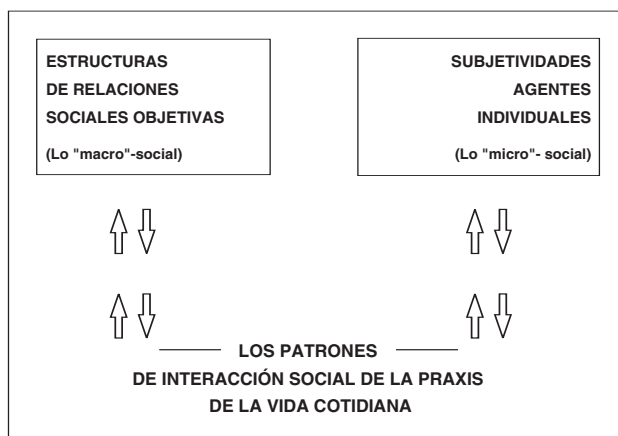 ESTRUCTURAS
DE RELACIONES
SOCIALES OBJETIVAS
(Lo "macro"-social)
SUBJETIVIDADES
AGENTES
INDIVIDUALES
(Lo "micro"- social)
LOS PATRONES
DE INTERACCIÓN SOCIAL DE LA PRAXIS
DE LA VIDA COTIDIANA